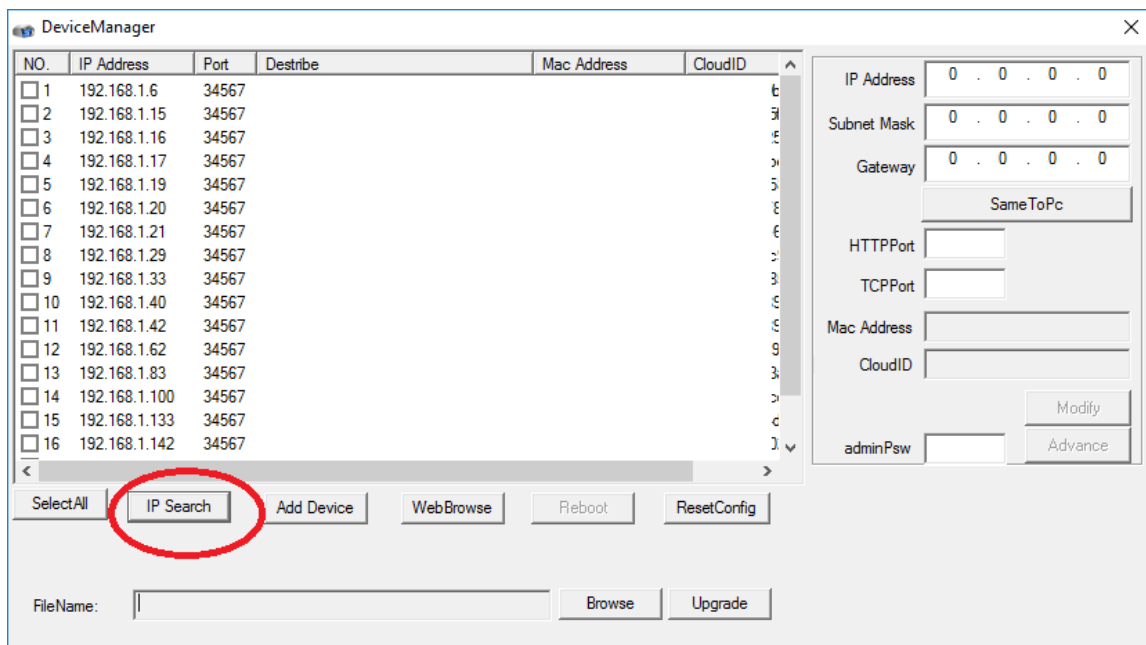 DeviceManager
NO. IP Address Port Destribe Mac Address CloudID
1 192.168.1.6 34567
2 192.168.1.15 34567
3 192.168.1.16 34567
4 192.168.1.17 34567
5 192.168.1.19 34567
6 192.168.1.20 34567
7 192.168.1.21 34567
8 192.168.1.29 34567
9 192.168.1.33 34567
10 192.168.1.40 34567
11 192.168.1.42 34567
12 192.168.1.62 34567
13 192.168.1.83 34567
14 192.168.1.100 34567
15 192.168.1.133 34567
16 192.168.1.142 34567
SelectAll IP Search Add Device WebBrowse Reboot ResetConfig
FileName: Browse Upgrade
IP Address 0 . 0 . 0 . 0
Subnet Mask 0 . 0 . 0 . 0
Gateway 0 . 0 . 0 . 0
SameToPc
HTTPPort
TCPPort
Mac Address
CloudID
Modify
adminPsw Advance